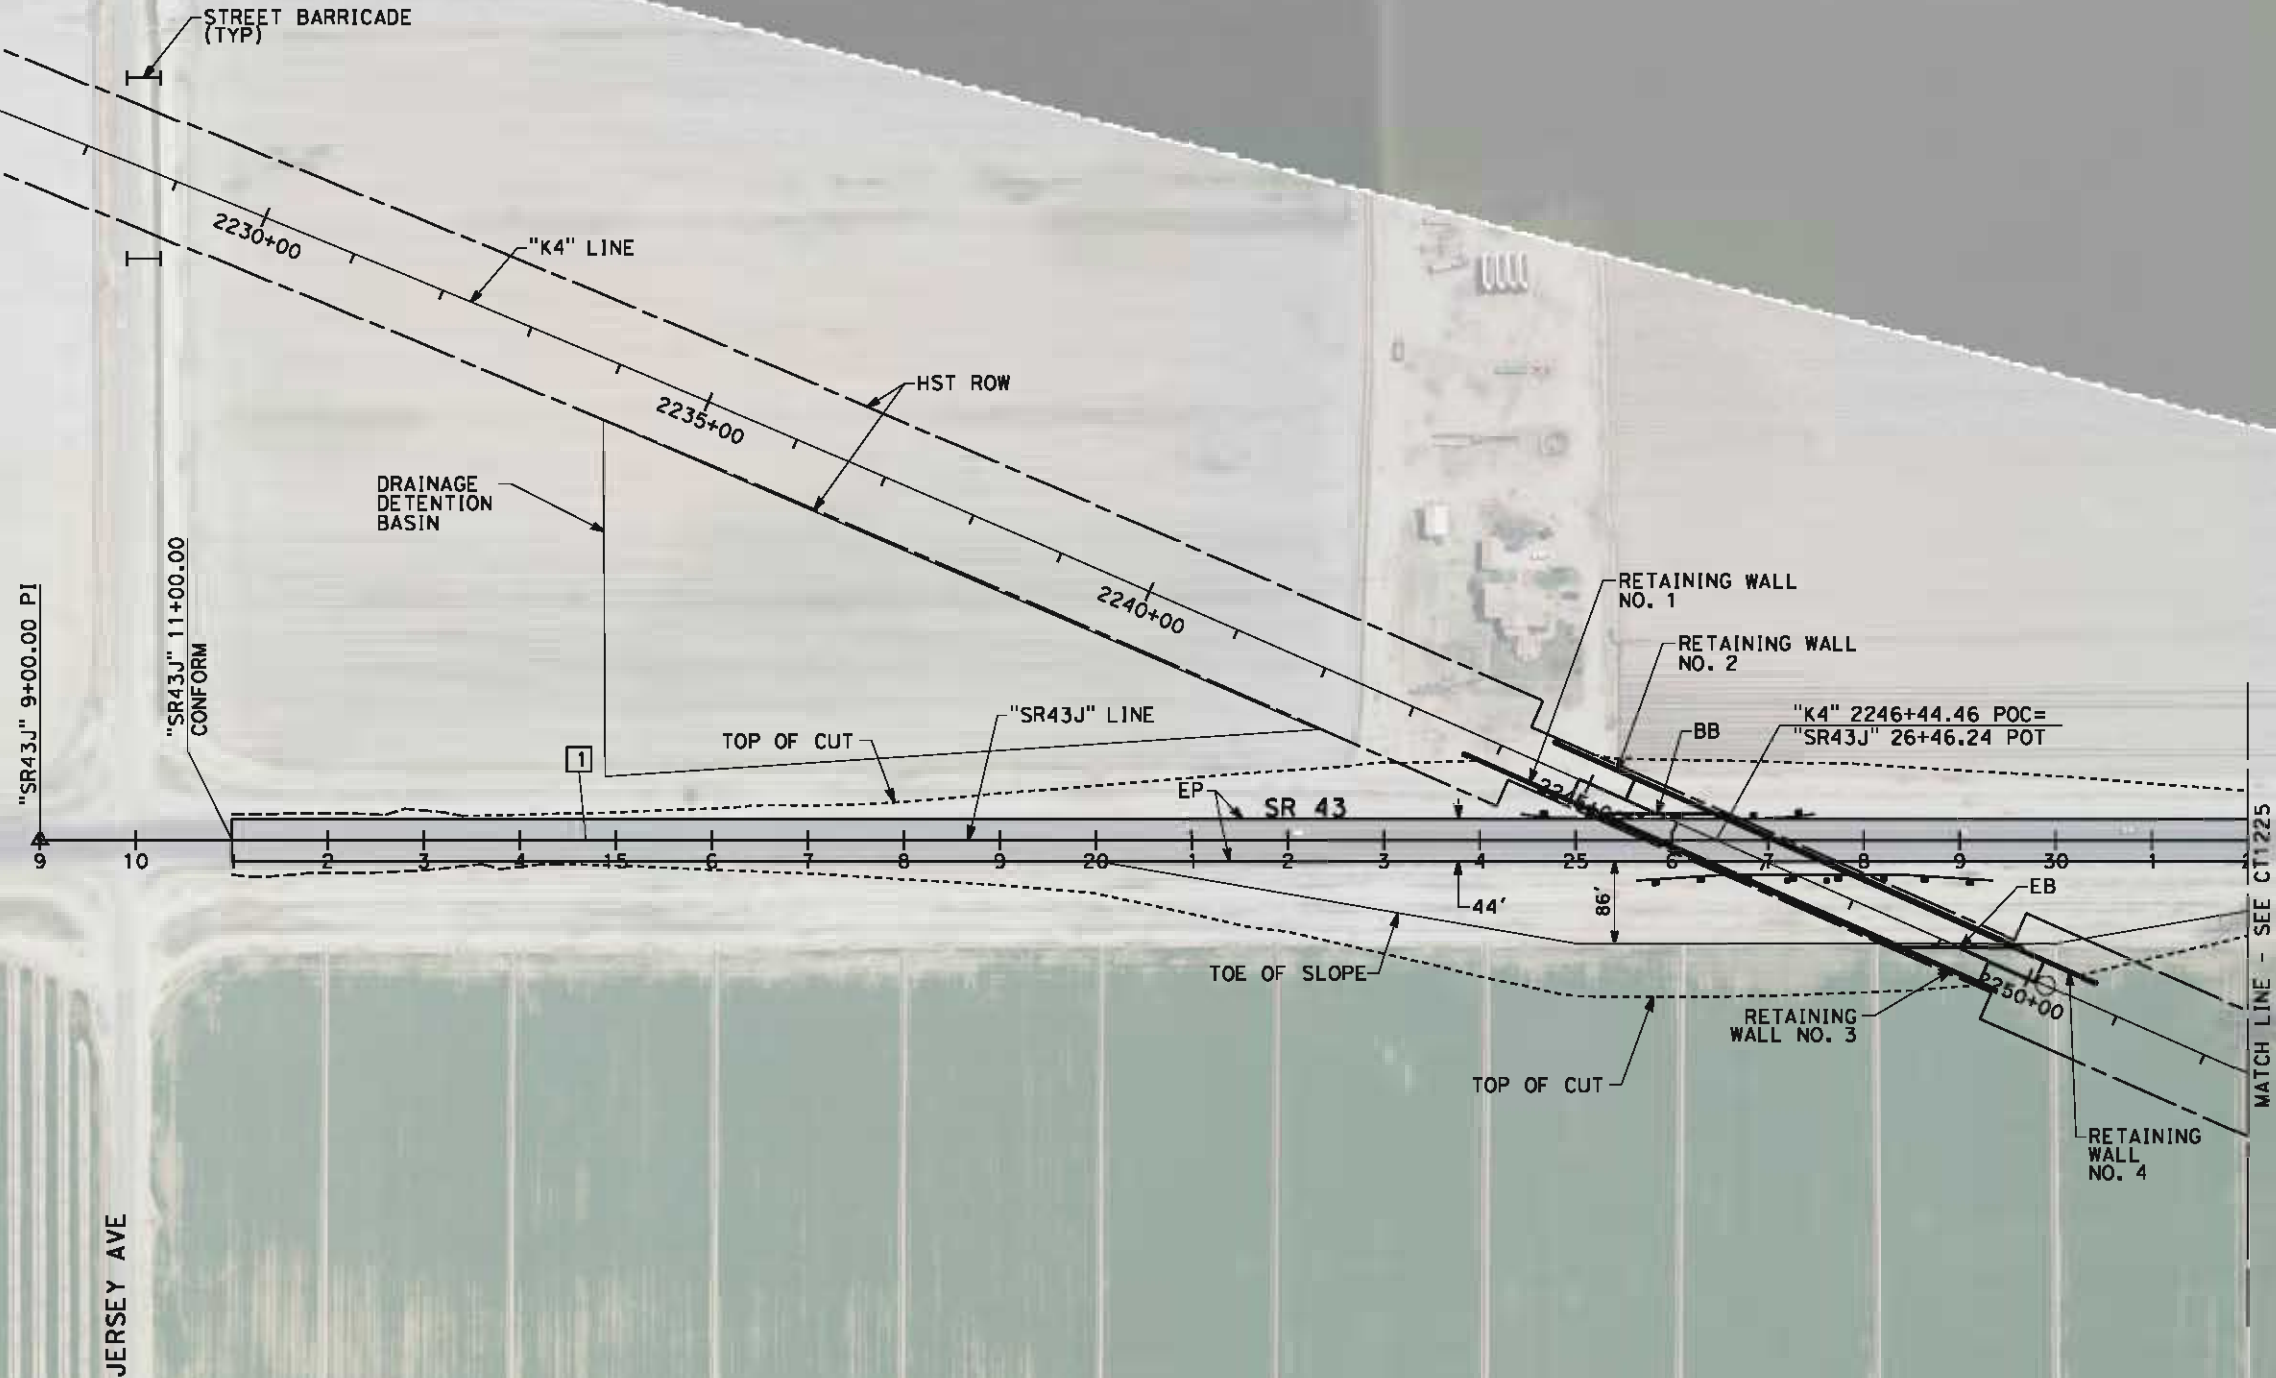 STREET BARRICADE
(TYP)
2230+00
"K4" LINE
HST ROW
2235+00
DRAINAGE
DETENTION
BASIN
"SR43J" 11+00.00
CONFORM
"SR43J" 9+00.00 PI
2240+00
RETAINING WALL
NO. 1
RETAINING WALL
NO. 2
"K4" 2246+44.46 POC=
"SR43J" 26+46.24 POT
BB
"SR43J" LINE
TOP OF CUT
1
EP
SR 43
2245+00
9 10 1 2 3 4 15 6 7 8 9 20 1 2 3 4 25 6 7 8 9 30 1 2
44'
86'
EB
TOE OF SLOPE
2250+00
RETAINING
WALL NO. 3
TOP OF CUT
RETAINING
WALL
NO. 4
MATCH LINE - SEE CT1225
JERSEY AVE